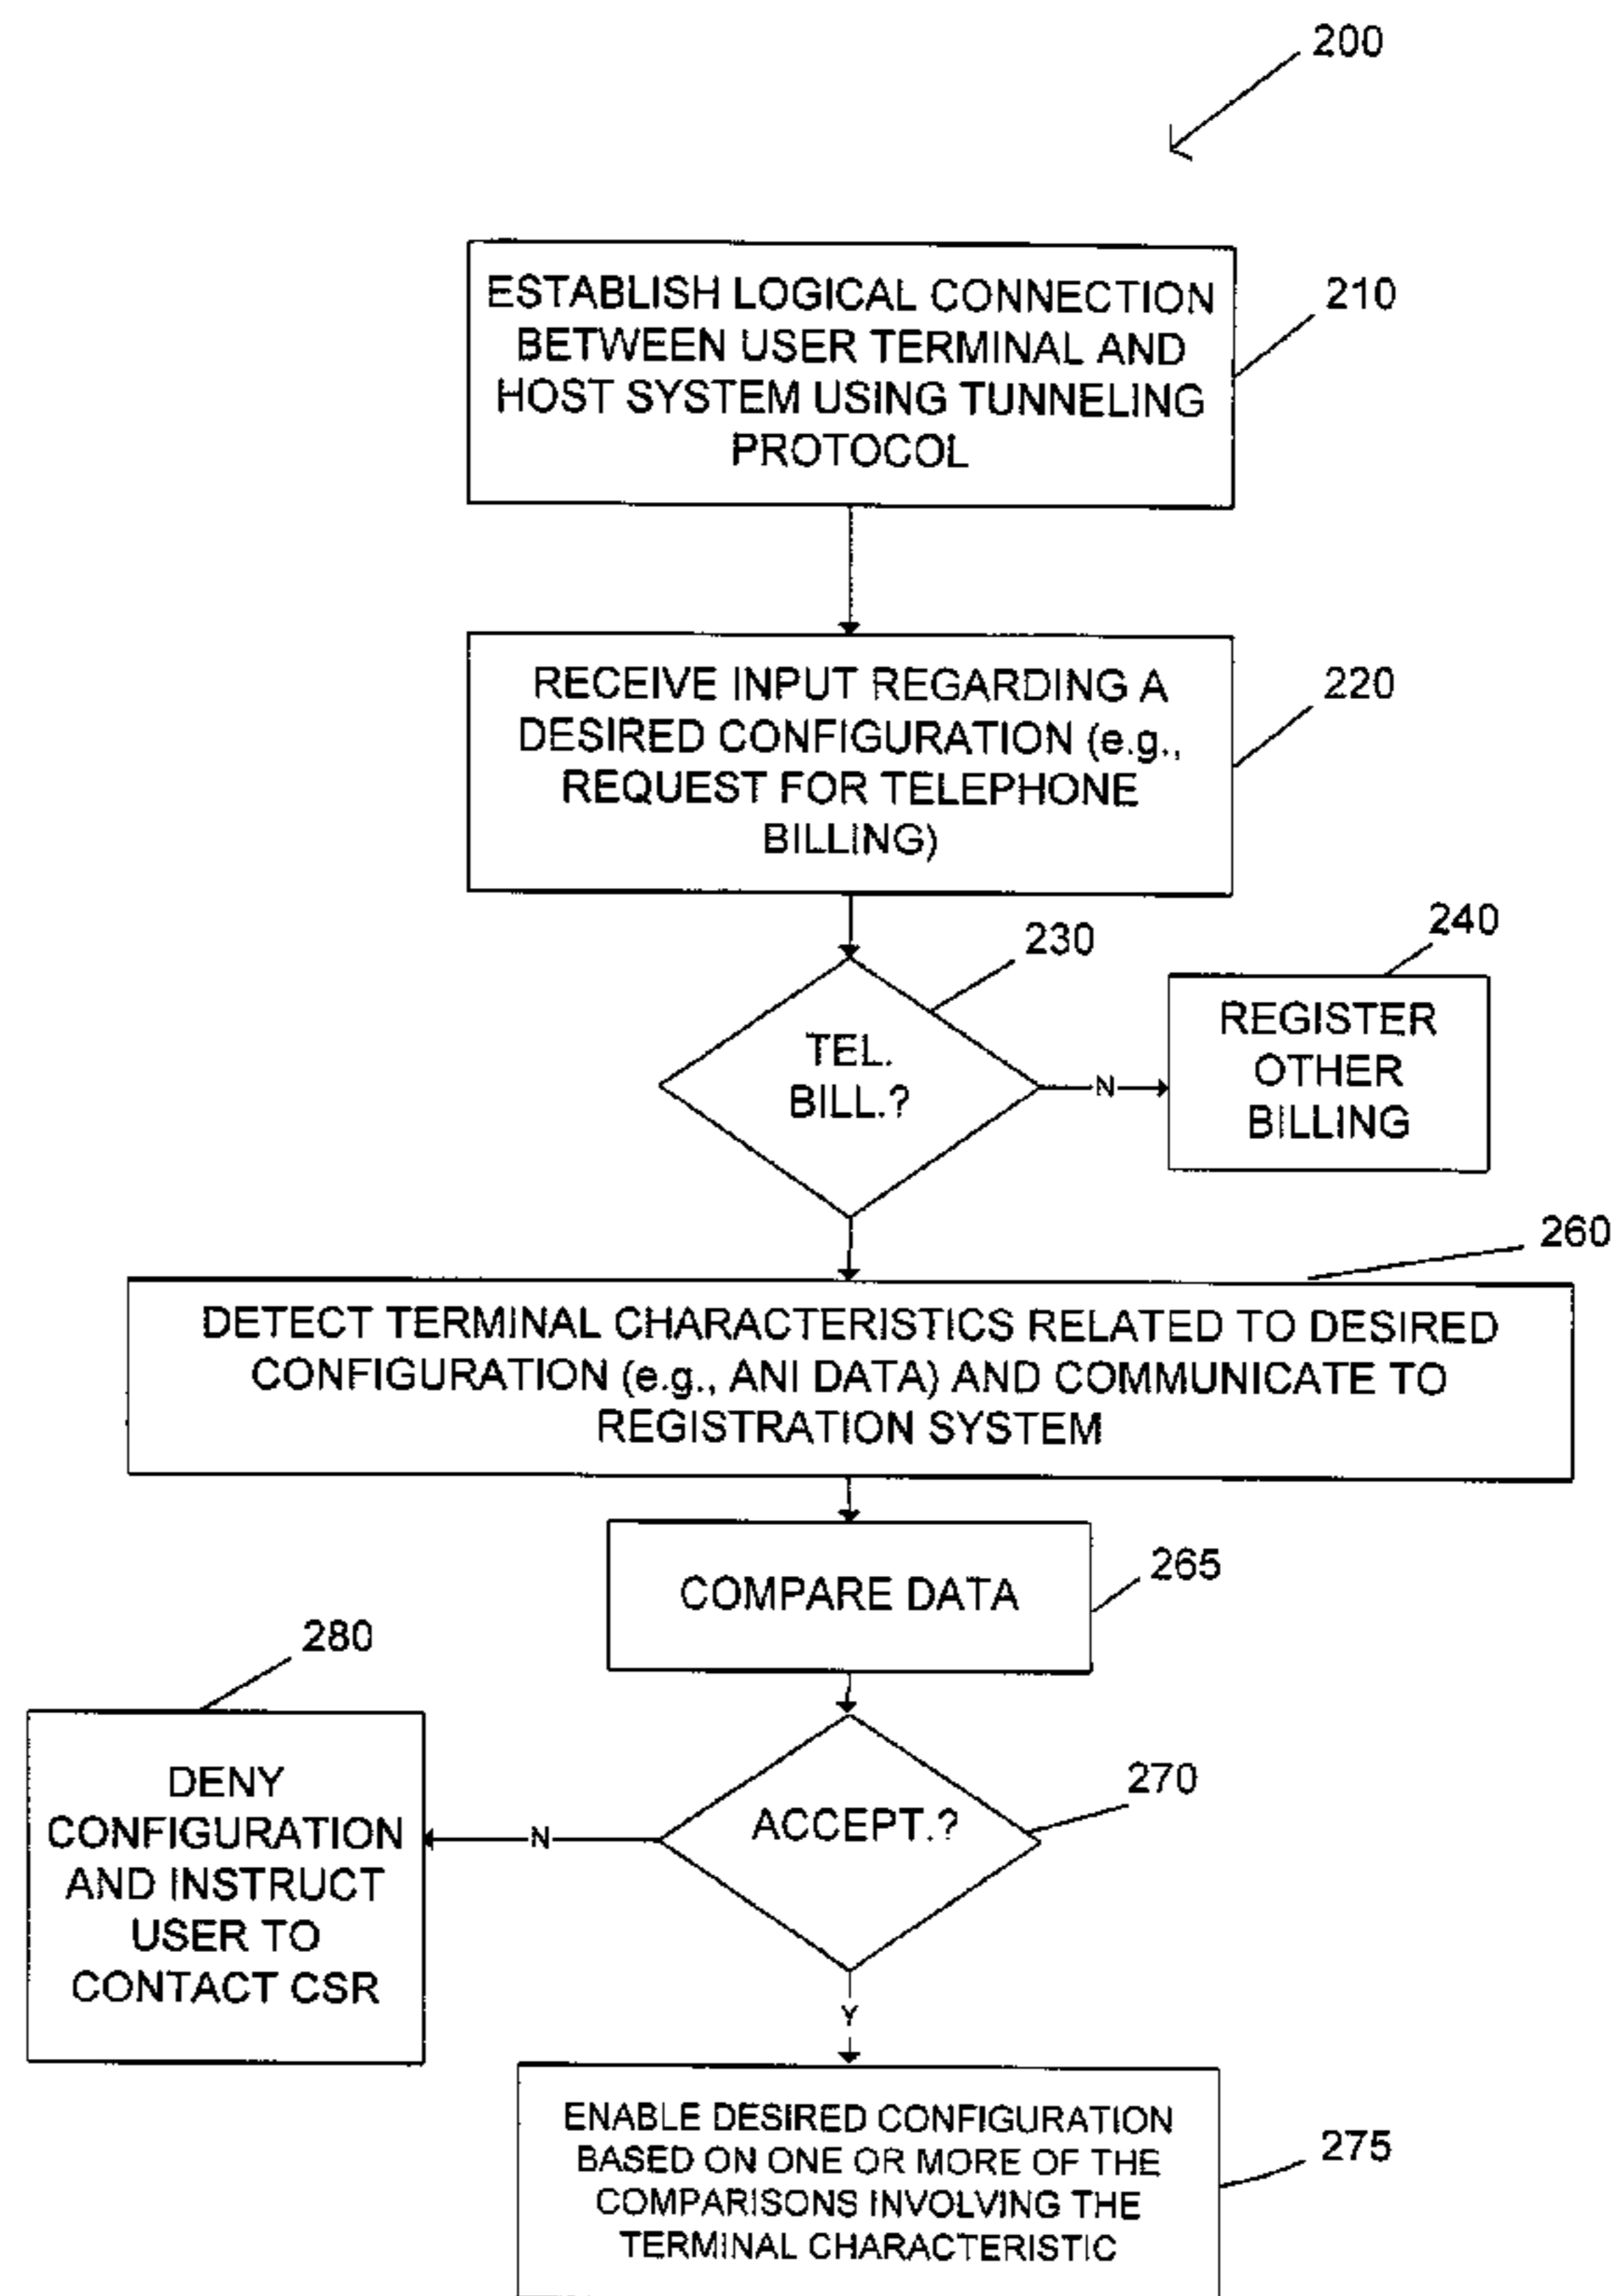 200
ESTABLISH LOGICAL CONNECTION
BETWEEN USER TERMINAL AND
HOST SYSTEM USING TUNNELING
PROTOCOL
210
RECEIVE INPUT REGARDING A
DESIRED CONFIGURATION (e.g.,
REQUEST FOR TELEPHONE
BILLING)
220
230
TEL.
BILL.?
N
240
REGISTER
OTHER
BILLING
260
DETECT TERMINAL CHARACTERISTICS RELATED TO DESIRED
CONFIGURATION (e.g., ANI DATA) AND COMMUNICATE TO
REGISTRATION SYSTEM
COMPARE DATA
265
280
DENY
CONFIGURATION
AND INSTRUCT
USER TO
CONTACT CSR
N
ACCEPT.?
270
Y
ENABLE DESIRED CONFIGURATION
BASED ON ONE OR MORE OF THE
COMPARISONS INVOLVING THE
TERMINAL CHARACTERISTIC
275